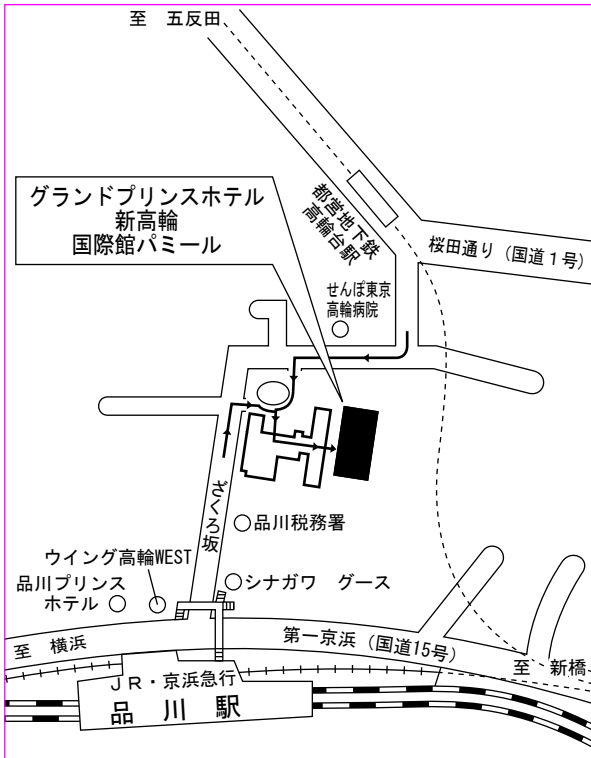 至 五反田
グランドプリンスホテル
新高輪
国際館パミール
都営地下鉄
高輪台駅
桜田通り（国道１号）
せんぽ東京
高輪病院
ざくろ坂
品川税務署
ウイング高輪WEST
品川プリンス
ホテル
シナガワ グース
至 横浜
第一京浜（国道15号）
至 新橋
ＪＲ・京浜急行
品川駅